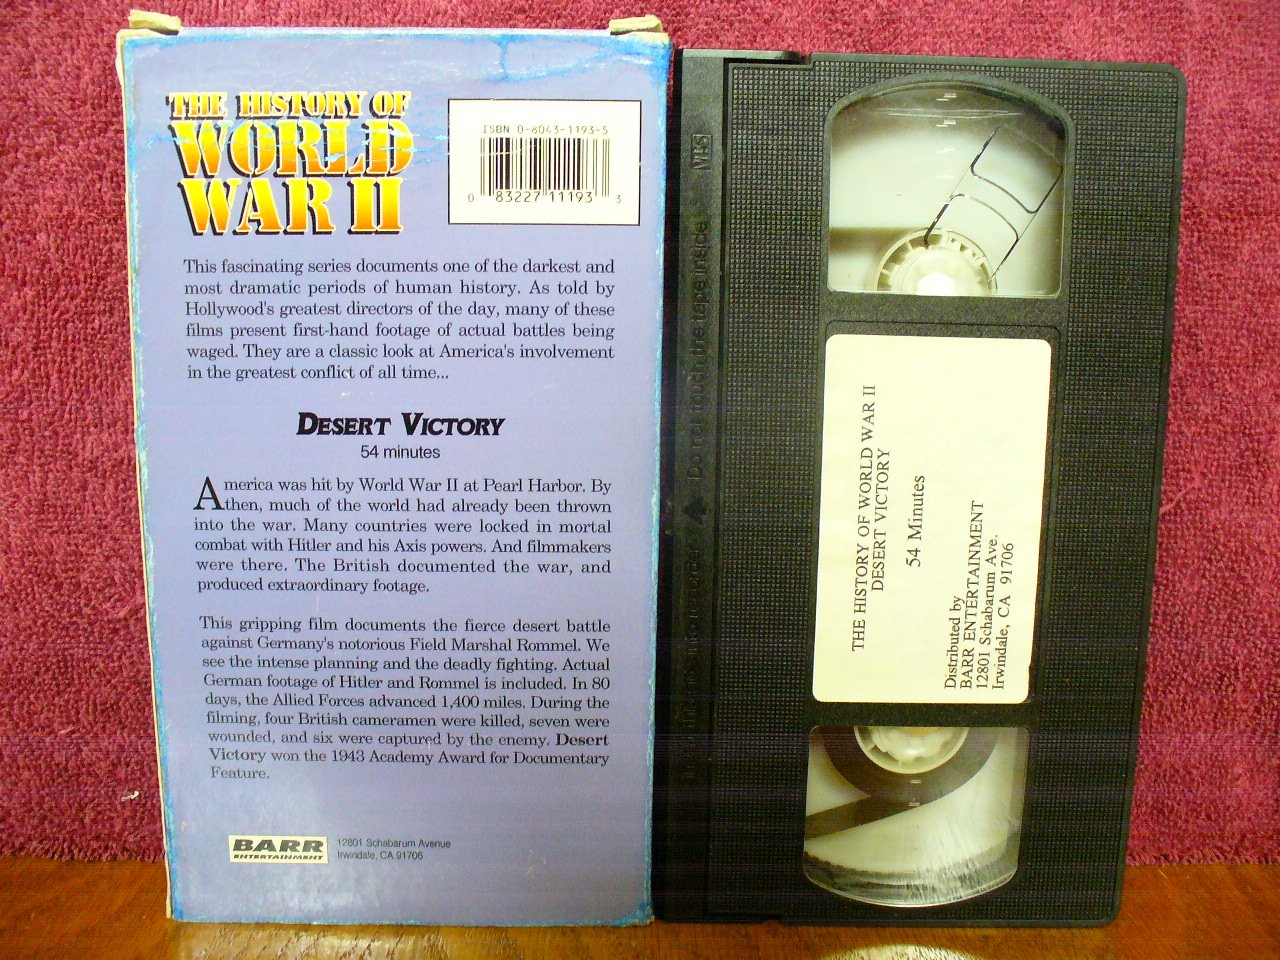 THE HISTORY OF
WORLD
WAR II
ISBN 0-8043-1193-5
0 83227 11193 3
This fascinating series documents one of the darkest and
most dramatic periods of human history. As told by
Hollywood's greatest directors of the day, many of these
films present first-hand footage of actual battles being
waged. They are a classic look at America's involvement
in the greatest conflict of all time...
DESERT VICTORY
54 minutes
America was hit by World War II at Pearl Harbor. By
then, much of the world had already been thrown
into the war. Many countries were locked in mortal
combat with Hitler and his Axis powers. And filmmakers
were there. The British documented the war, and
produced extraordinary footage.
This gripping film documents the fierce desert battle
against Germany's notorious Field Marshal Rommel. We
see the intense planning and the deadly fighting. Actual
German footage of Hitler and Rommel is included. In 80
days, the Allied Forces advanced 1,400 miles. During the
filming, four British cameramen were killed, seven were
wounded, and six were captured by the enemy. Desert
Victory won the 1943 Academy Award for Documentary
Feature.
BARR
ENTERTAINMENT
12801 Schabarum Avenue
Irwindale, CA 91706
VHS
Do not touch the tape inside
THE HISTORY OF WORLD WAR II
DESERT VICTORY
54 Minutes
Distributed by
BARR ENTERTAINMENT
12801 Schabarum Ave.
Irwindale, CA 91706